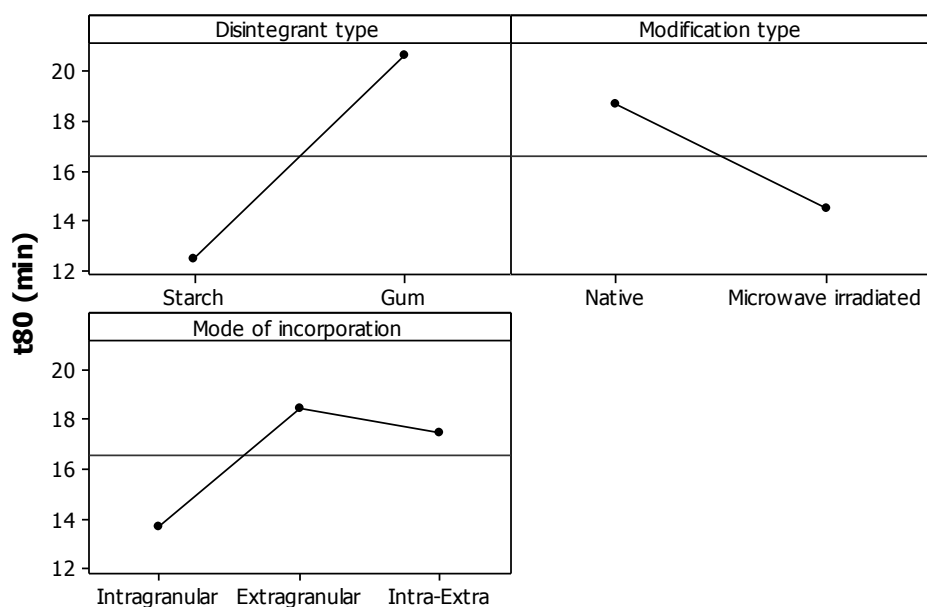 Disintegrant type Modification type
20
18
16
14
12
Starch Gum Native Microwave irradiated
t80 (min)
Mode of incorporation
20
18
16
14
12
Intragranular Extragranular Intra-Extra